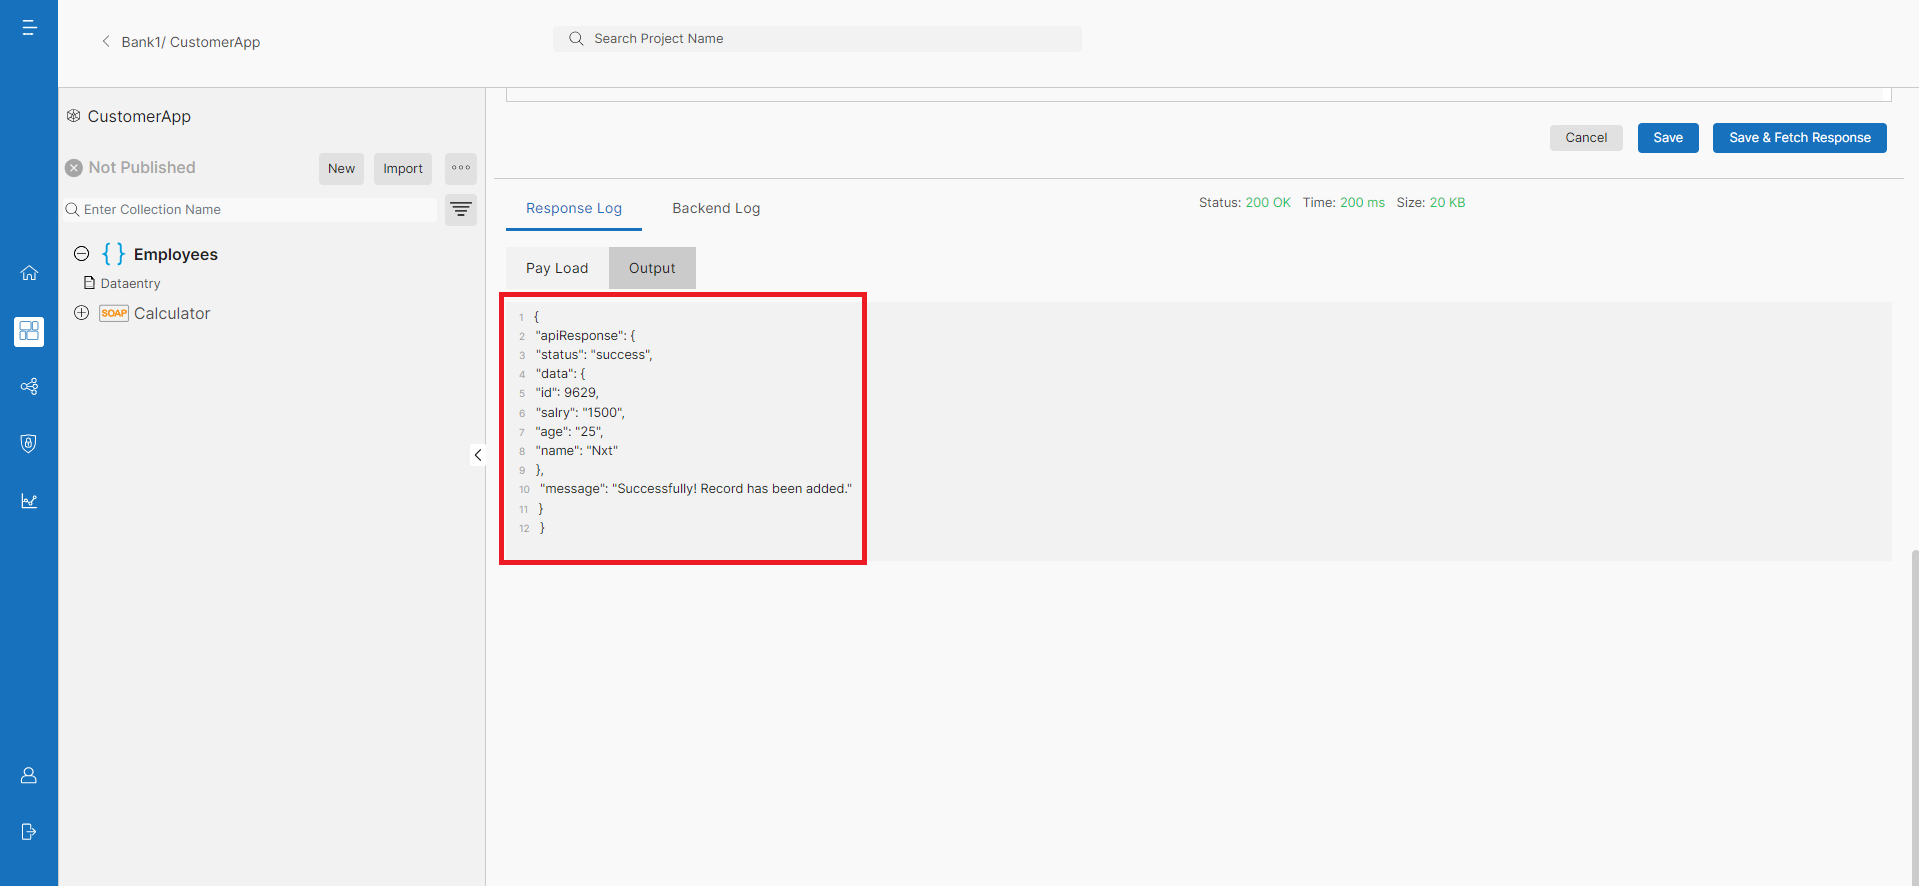 Bank1/ CustomerApp
Search Project Name
CustomerApp
Not Published
New
Import
Enter Collection Name
Employees
Dataentry
SOAP Calculator
Cancel
Save
Save & Fetch Response
Response Log
Backend Log
Status: 200 OK Time: 200 ms Size: 20 KB
Pay Load
Output
1 {
2 "apiResponse": {
3 "status": "success",
4 "data": {
5 "id": 9629,
6 "salry": "1500",
7 "age": "25",
8 "name": "Nxt"
9 },
10 "message": "Successfully! Record has been added."
11 }
12 }